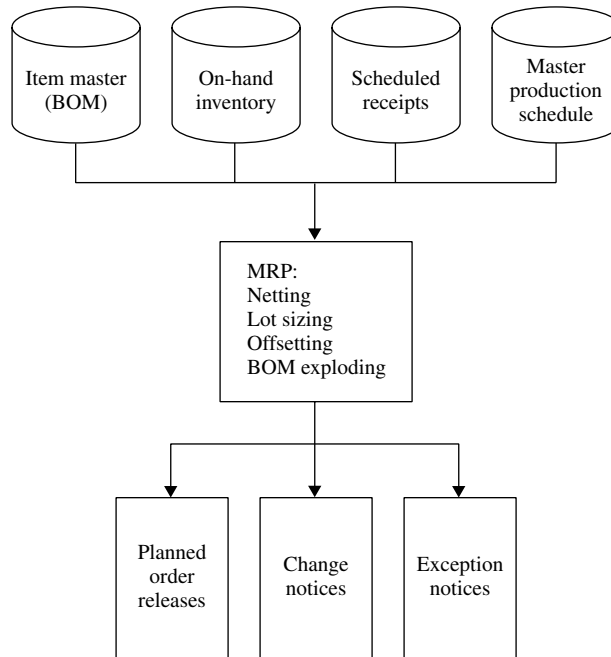 Item master
(BOM)
On-hand
inventory
Scheduled
receipts
Master
production
schedule
MRP:
Netting
Lot sizing
Offsetting
BOM exploding
Planned
order
releases
Change
notices
Exception
notices